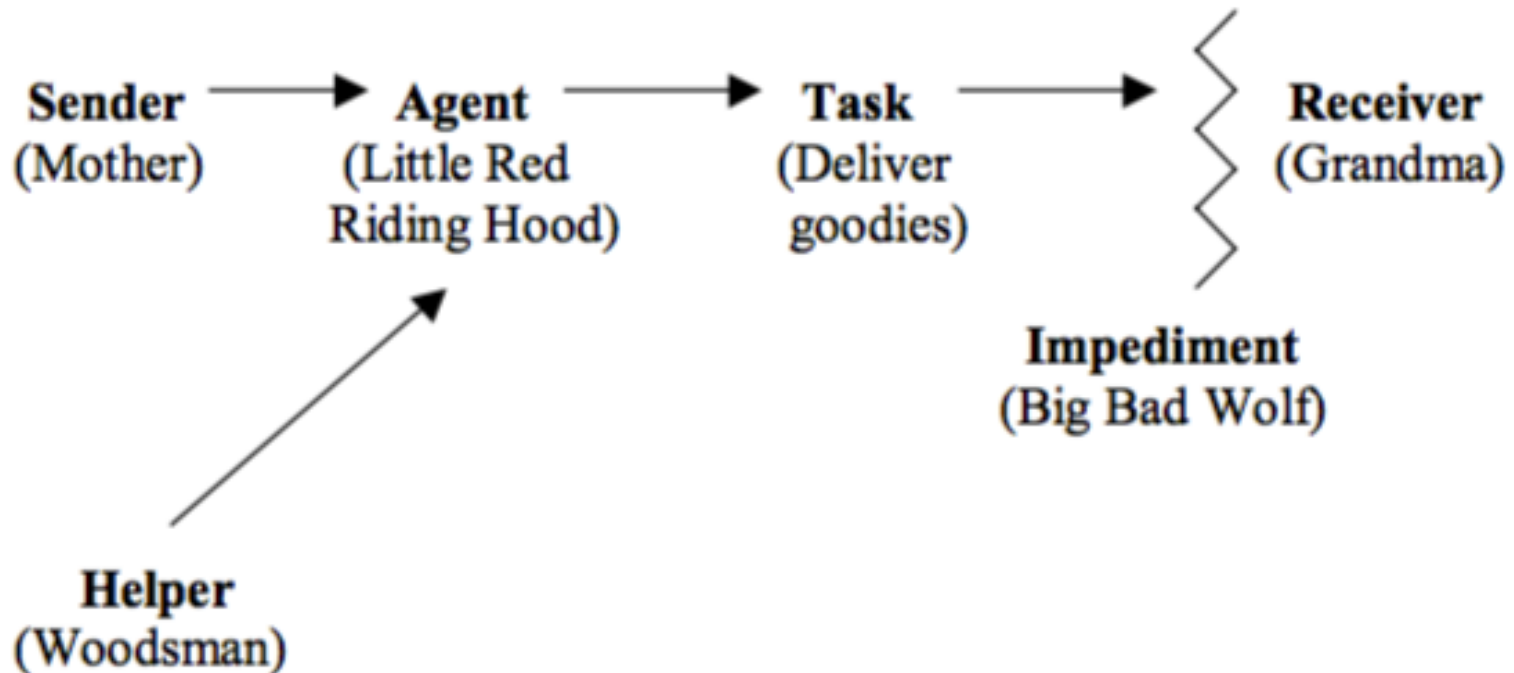 Sender
(Mother)
Agent
(Little Red
Riding Hood)
Task
(Deliver
goodies)
Receiver
(Grandma)
Impediment
(Big Bad Wolf)
Helper
(Woodsman)